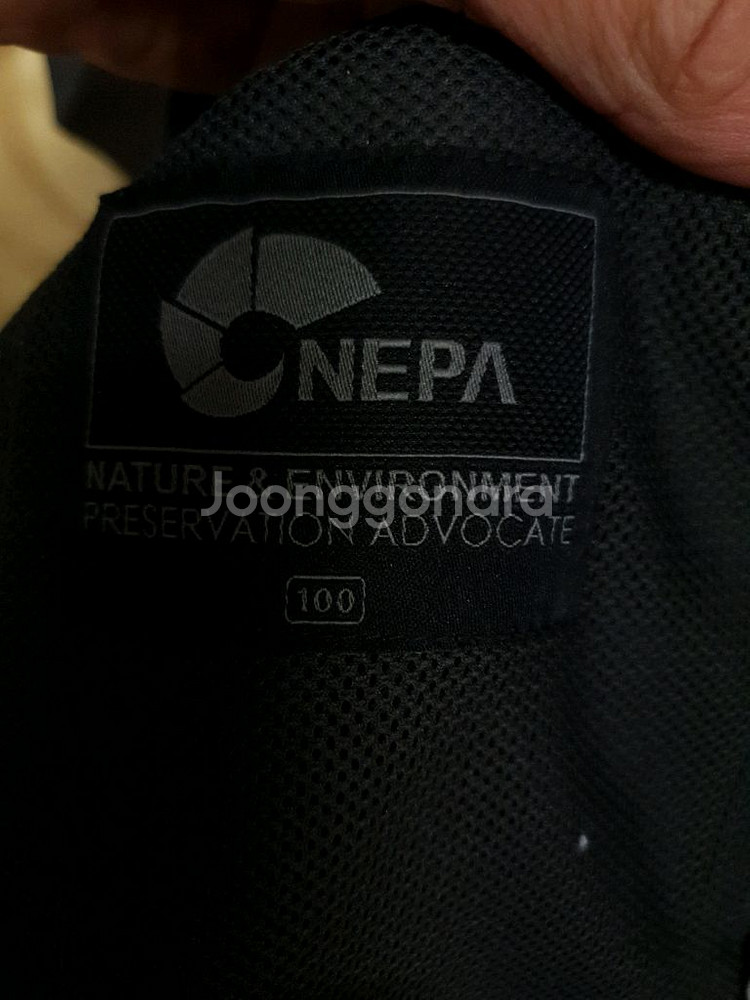 NEPA
NATURE & ENVIRONMENT
Joonggonara
PRESERVATION ADVOCATE
100